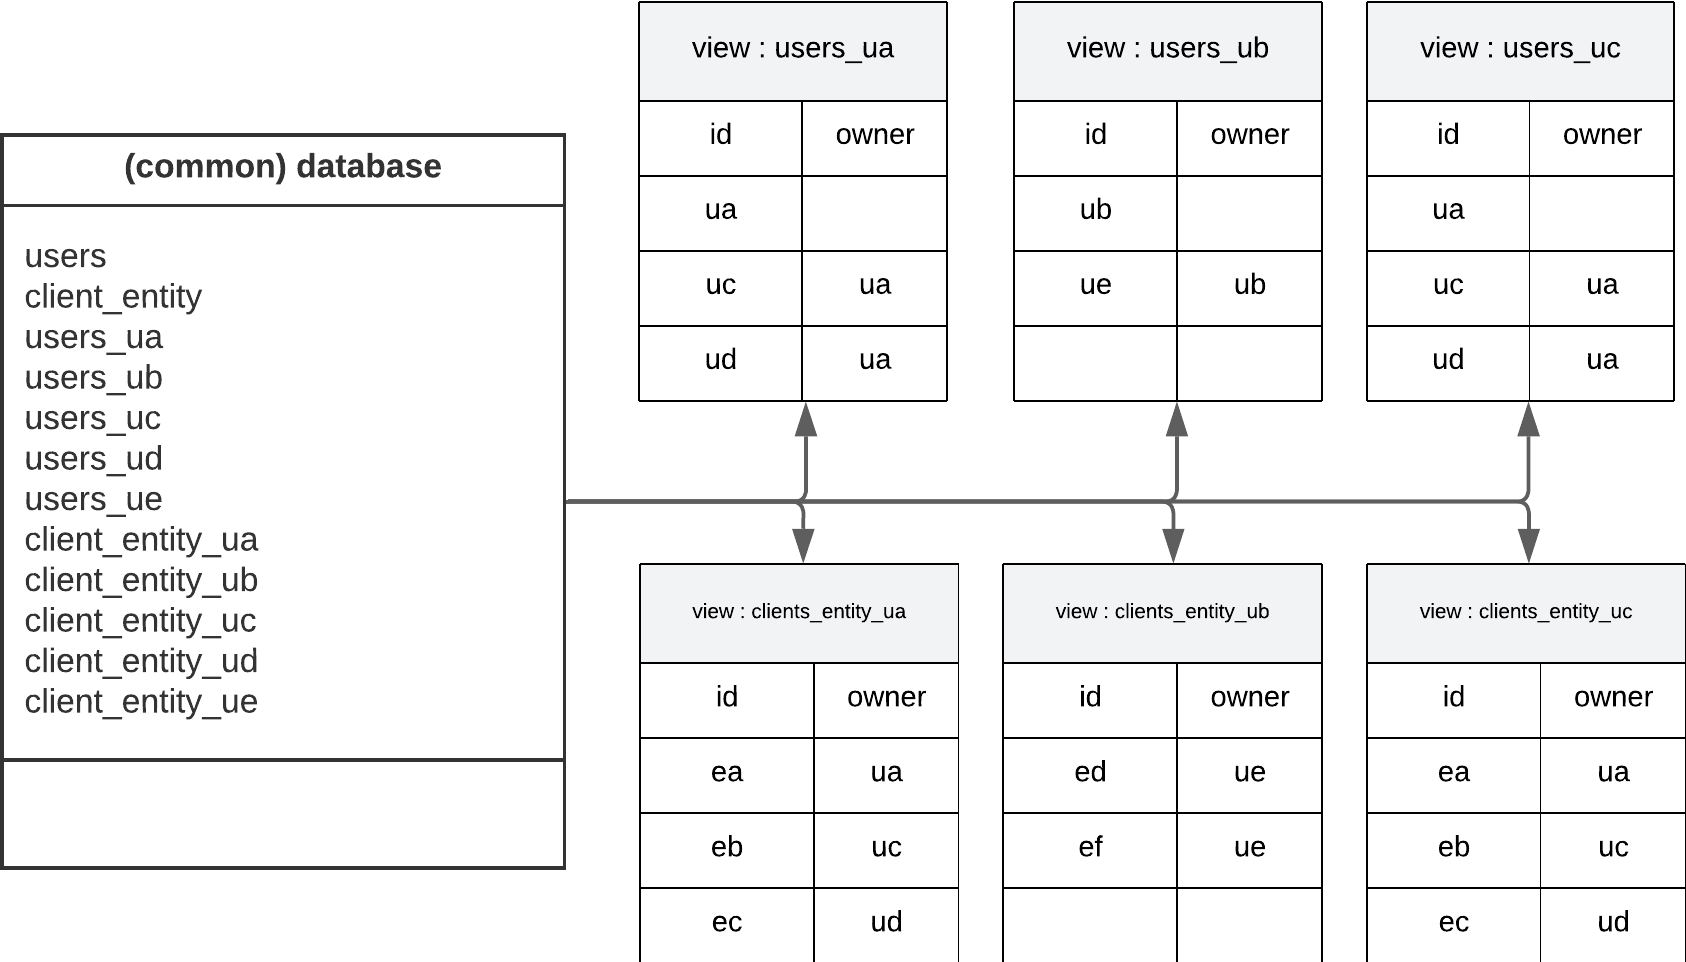 (common) database
users
client_entity
users_ua
users_ub
users_uc
users_ud
users_ue
client_entity_ua
client_entity_ub
client_entity_uc
client_entity_ud
client_entity_ue
view : users_ua
id owner
ua
uc ua
ud ua
view : users_ub
id owner
ub
ue ub
view : users_uc
id owner
ua
uc ua
ud ua
view : clients_entity_ua
id owner
ea ua
eb uc
ec ud
view : clients_entity_ub
id owner
ed ue
ef ue
view : clients_entity_uc
id owner
ea ua
eb uc
ec ud